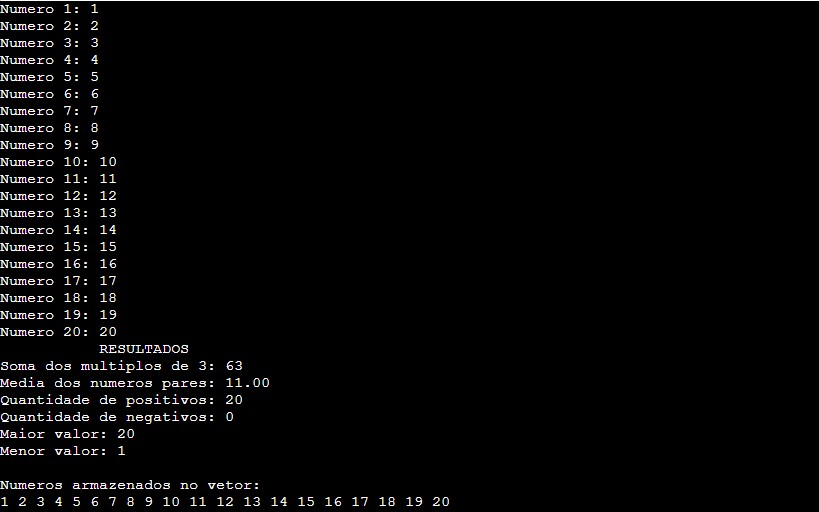 Numero 1: 1
Numero 2: 2
Numero 3: 3
Numero 4: 4
Numero 5: 5
Numero 6: 6
Numero 7: 7
Numero 8: 8
Numero 9: 9
Numero 10: 10
Numero 11: 11
Numero 12: 12
Numero 13: 13
Numero 14: 14
Numero 15: 15
Numero 16: 16
Numero 17: 17
Numero 18: 18
Numero 19: 19
Numero 20: 20
RESULTADOS
Soma dos multiplos de 3: 63
Media dos numeros pares: 11.00
Quantidade de positivos: 20
Quantidade de negativos: 0
Maior valor: 20
Menor valor: 1
Numeros armazenados no vetor:
1 2 3 4 5 6 7 8 9 10 11 12 13 14 15 16 17 18 19 20